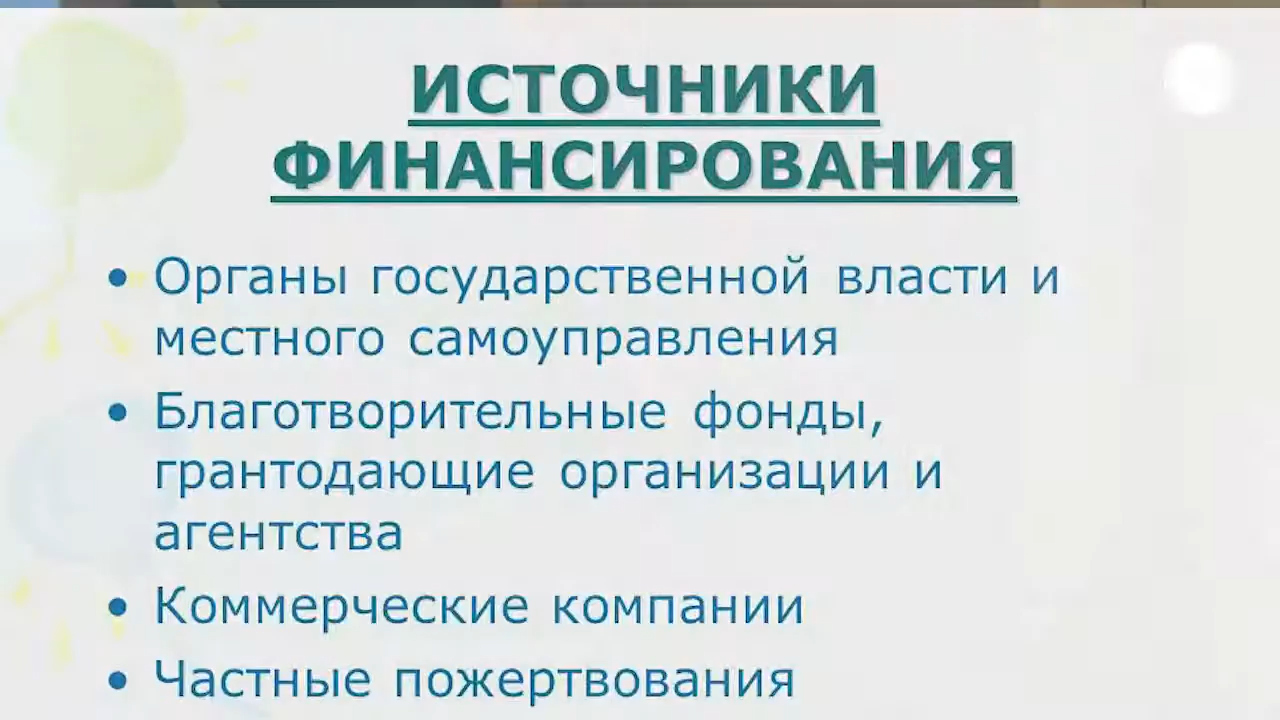 ИСТОЧНИКИ
ФИНАНСИРОВАНИЯ
• Органы государственной власти и
местного самоуправления
• Благотворительные фонды,
грантодающие организации и
агентства
• Коммерческие компании
• Частные пожертвования